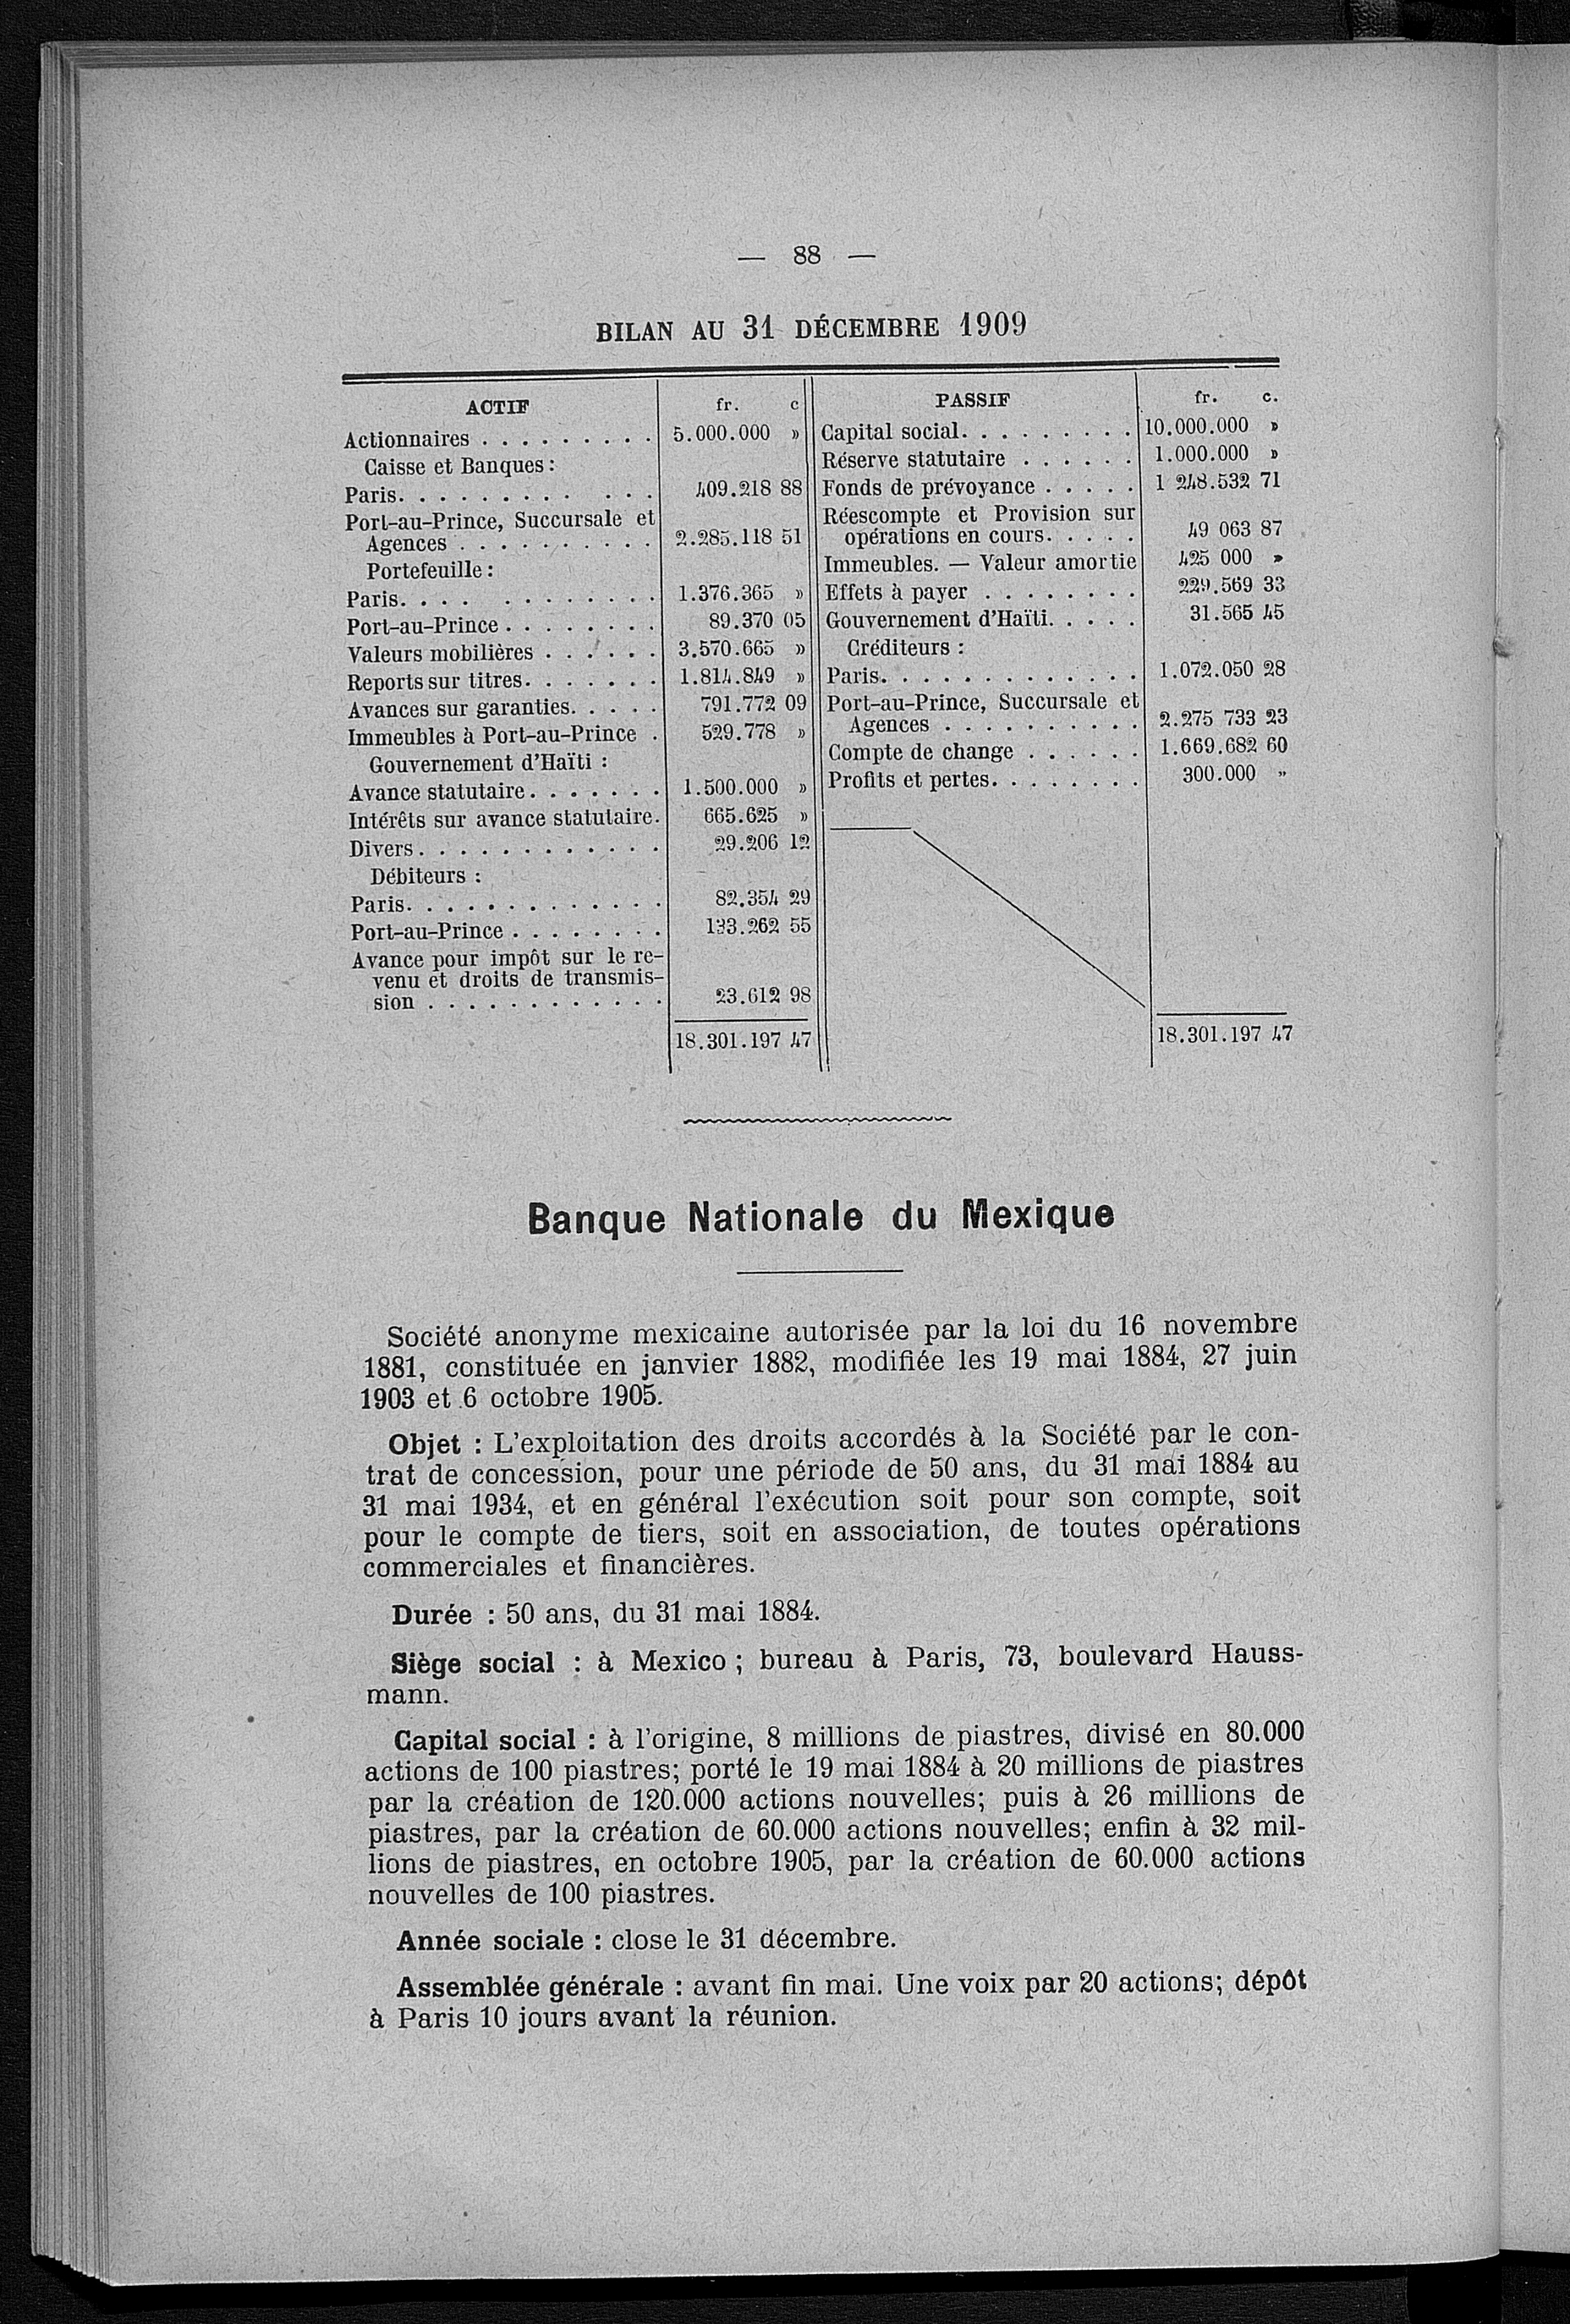 — 88 —
BILAN AU 31 DÉCEMBRE 1909
ACTIF fr. c
Actionnaires . . . . . . . . . 5.000.000 »
Caisse et Banques :
Paris. . . . . . . . . . . . 409.218 88
Port-au-Prince, Succursale et
Agences . . . . . . . . . . 2.285.118 51
Portefeuille :
Paris. . . . . . . . . . . . 1.376.365 »
Port-au-Prince . . . . . . . . 89.370 05
Valeurs mobilières . . . . . . 3.570.665 »
Reports sur titres. . . . . . . 1.814.849 »
Avances sur garanties. . . . . 791.772 09
Immeubles à Port-au-Prince . 529.778 »
Gouvernement d'Haïti :
Avance statutaire. . . . . . . 1.500.000 »
Intérêts sur avance statutaire. 665.625 »
Divers . . . . . . . . . . . . 29.206 12
Débiteurs :
Paris. . . . . . . . . . . . . 82.354 29
Port-au-Prince . . . . . . . . 133.262 55
Avance pour impôt sur le re-
venu et droits de transmis-
sion . . . . . . . . . . . . 23.612 98
18.301.197 47
PASSIF fr. c.
Capital social. . . . . . . . . 10.000.000 »
Réserve statutaire . . . . . . 1.000.000 »
Fonds de prévoyance . . . . . 1 248.532 71
Réescompte et Provision sur
opérations en cours. . . . . 49 063 87
Immeubles. — Valeur amortie 425 000 »
Effets à payer . . . . . . . . 229.569 33
Gouvernement d'Haïti. . . . . 31.565 45
Créditeurs :
Paris. . . . . . . . . . . . . 1.072.050 28
Port-au-Prince, Succursale et
Agences . . . . . . . . . . 2.275 733 23
Compte de change . . . . . . 1.669.682 60
Profits et pertes. . . . . . . . 300.000 »
18.301.197 47
Banque Nationale du Mexique
Société anonyme mexicaine autorisée par la loi du 16 novembre
1881, constituée en janvier 1882, modifiée les 19 mai 1884, 27 juin
1903 et 6 octobre 1905.
Objet : L'exploitation des droits accordés à la Société par le con-
trat de concession, pour une période de 50 ans, du 31 mai 1884 au
31 mai 1934, et en général l'exécution soit pour son compte, soit
pour le compte de tiers, soit en association, de toutes opérations
commerciales et financières.
Durée : 50 ans, du 31 mai 1884.
Siège social : à Mexico ; bureau à Paris, 73, boulevard Hauss-
mann.
Capital social : à l'origine, 8 millions de piastres, divisé en 80.000
actions de 100 piastres; porté le 19 mai 1884 à 20 millions de piastres
par la création de 120.000 actions nouvelles; puis à 26 millions de
piastres, par la création de 60.000 actions nouvelles; enfin à 32 mil-
lions de piastres, en octobre 1905, par la création de 60.000 actions
nouvelles de 100 piastres.
Année sociale : close le 31 décembre.
Assemblée générale : avant fin mai. Une voix par 20 actions; dépôt
à Paris 10 jours avant la réunion.